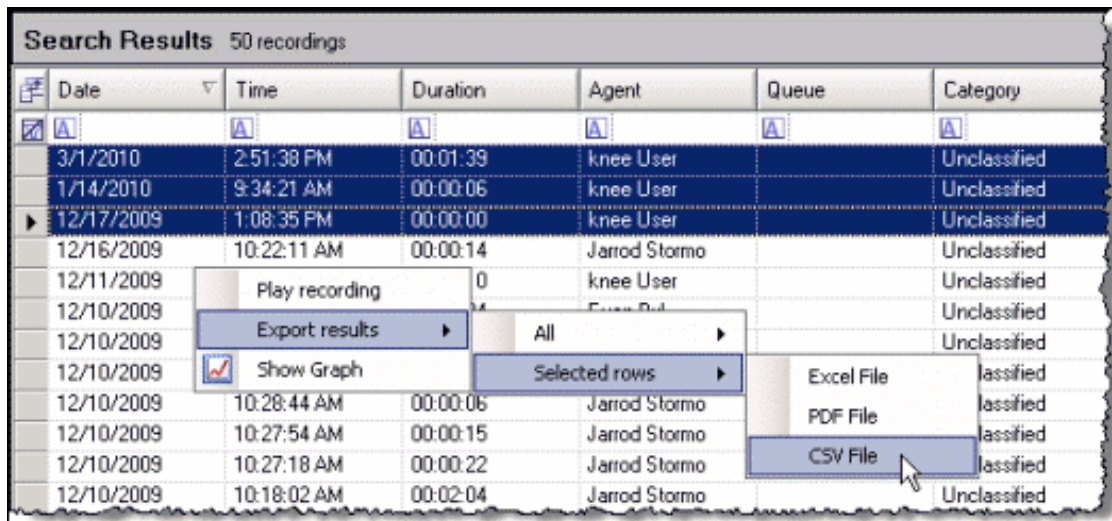 Search Results 50 recordings
Date Time Duration Agent Queue Category
A A A A A A
3/1/2010 2:51:38 PM 00:01:39 knee User Unclassified
1/14/2010 9:34:21 AM 00:00:06 knee User Unclassified
12/17/2009 1:08:35 PM 00:00:00 knee User Unclassified
12/16/2009 10:22:11 AM 00:00:14 Jarrod Stormo Unclassified
12/11/2009 0 knee User Unclassified
Play recording
12/10/2009 Unclassified
Export results
12/10/2009 All Unclassified
12/10/2009 Show Graph Selected rows Excel File lassified
12/10/2009 10:28:44 AM 00:00:06 Jarrod Stormo PDF File lassified
12/10/2009 10:27:54 AM 00:00:15 Jarrod Stormo lassified
CSV File
12/10/2009 10:27:18 AM 00:00:22 Jarrod Stormo lassified
12/10/2009 10:18:02 AM 00:02:04 Jarrod Stormo Unclassified